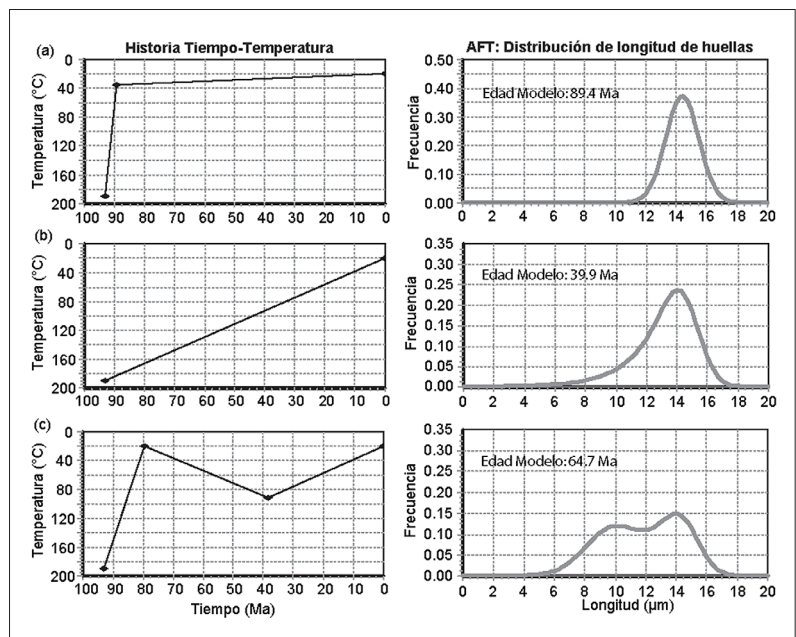 Historia Tiempo-Temperatura
AFT: Distribución de longitud de huellas
(a)
Temperatura (°C)
0
40
80
120
160
200
100 90 80 70 60 50 40 30 20 10 0
Frecuencia
0.50
0.40
0.30
0.20
0.10
0.00
Edad Modelo: 89.4 Ma
0 2 4 6 8 10 12 14 16 18 20
(b)
Temperatura (°C)
0
40
80
120
160
200
100 90 80 70 60 50 40 30 20 10 0
Frecuencia
0.35
0.30
0.25
0.20
0.15
0.10
0.05
0.00
Edad Modelo: 39.9 Ma
0 2 4 6 8 10 12 14 16 18 20
(c)
Temperatura (°C)
0
40
80
120
160
200
100 90 80 70 60 50 40 30 20 10 0
Tiempo (Ma)
Frecuencia
0.35
0.30
0.25
0.20
0.15
0.10
0.05
0.00
Edad Modelo: 64.7 Ma
0 2 4 6 8 10 12 14 16 18 20
Longitud (µm)